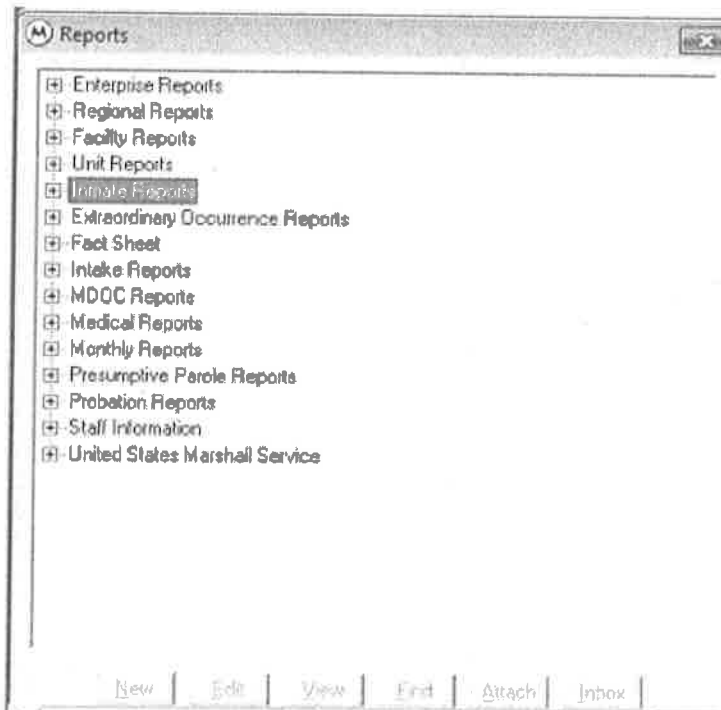 Reports
Enterprise Reports
Regional Reports
Facility Reports
Unit Reports
Inmate Reports
Extraordinary Occurrence Reports
Fact Sheet
Intake Reports
MDOC Reports
Medical Reports
Monthly Reports
Presumptive Parole Reports
Probation Reports
Staff Information
United States Marshall Service
New Edit View Find Attach Inbox